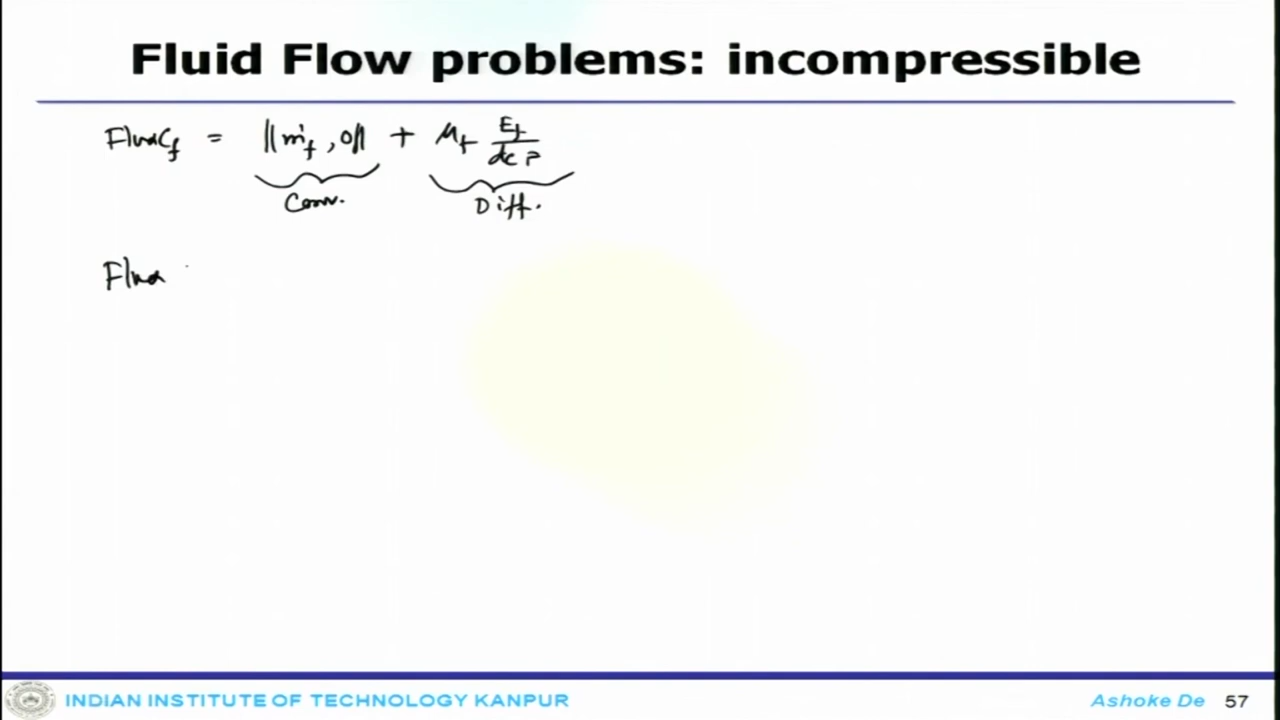 Fluid Flow problems: incompressible
FluxC_f = ||ṁ_f, 0|| + μ_f E_f / d_CF
Conv. Diff.
Flux
INDIAN INSTITUTE OF TECHNOLOGY KANPUR Ashoke De 57